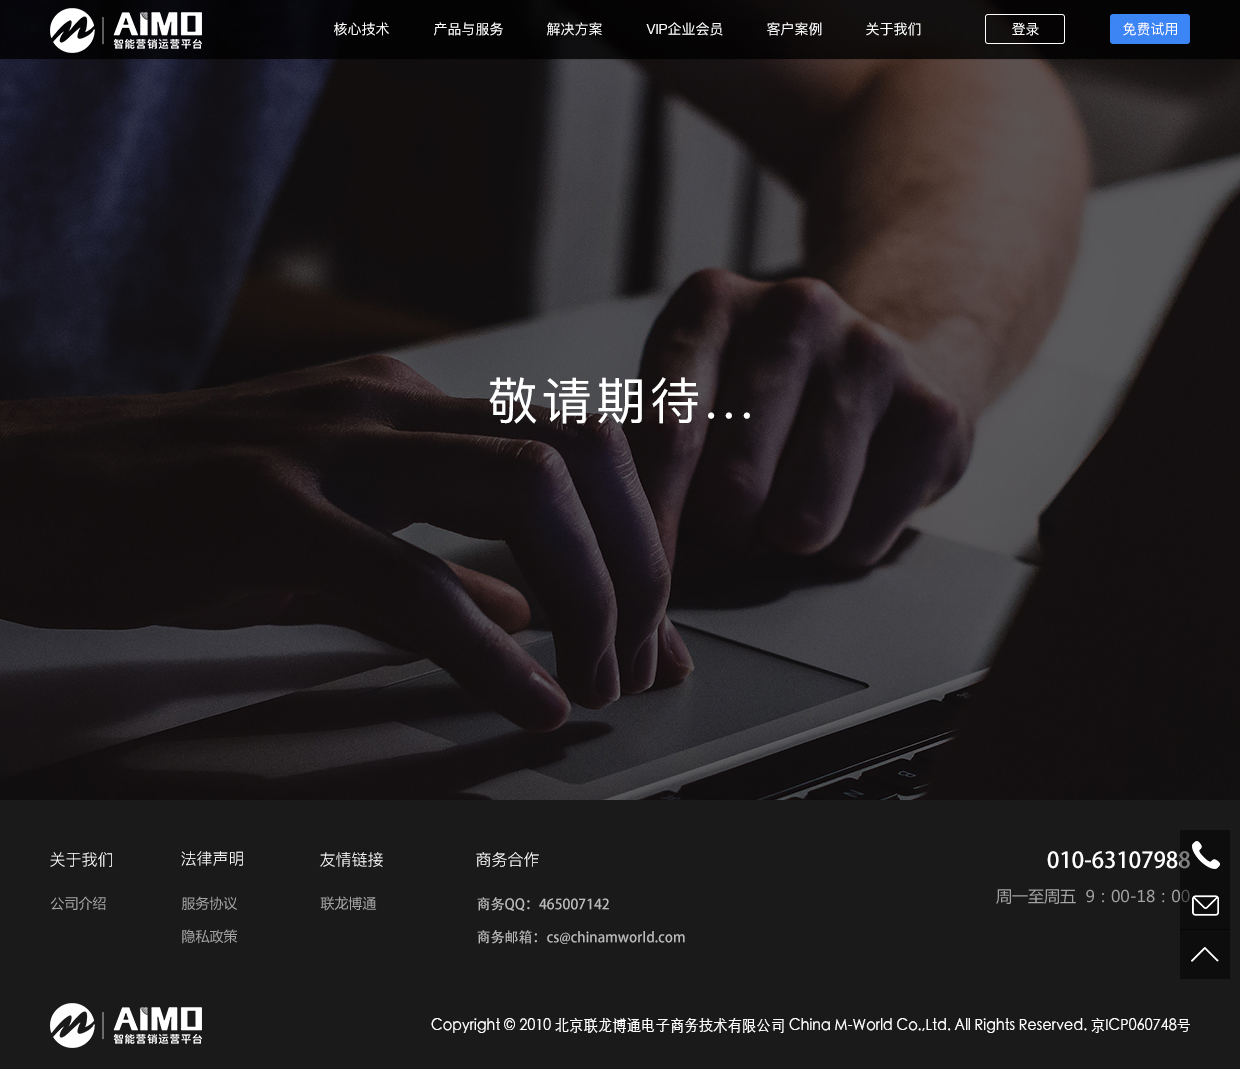 AIMO
智能营销运营平台
核心技术 产品与服务 解决方案 VIP企业会员 客户案例 关于我们 登录 免费试用
敬请期待...
关于我们 法律声明 友情链接 商务合作 010-63107988
公司介绍 服务协议 联龙博通 商务QQ：465007142 周一至周五 9：00-18：00
隐私政策 商务邮箱：cs@chinamworld.com
AIMO
智能营销运营平台
Copyright © 2010 北京联龙博通电子商务技术有限公司 China M-World Co.,Ltd. All Rights Reserved. 京ICP060748号